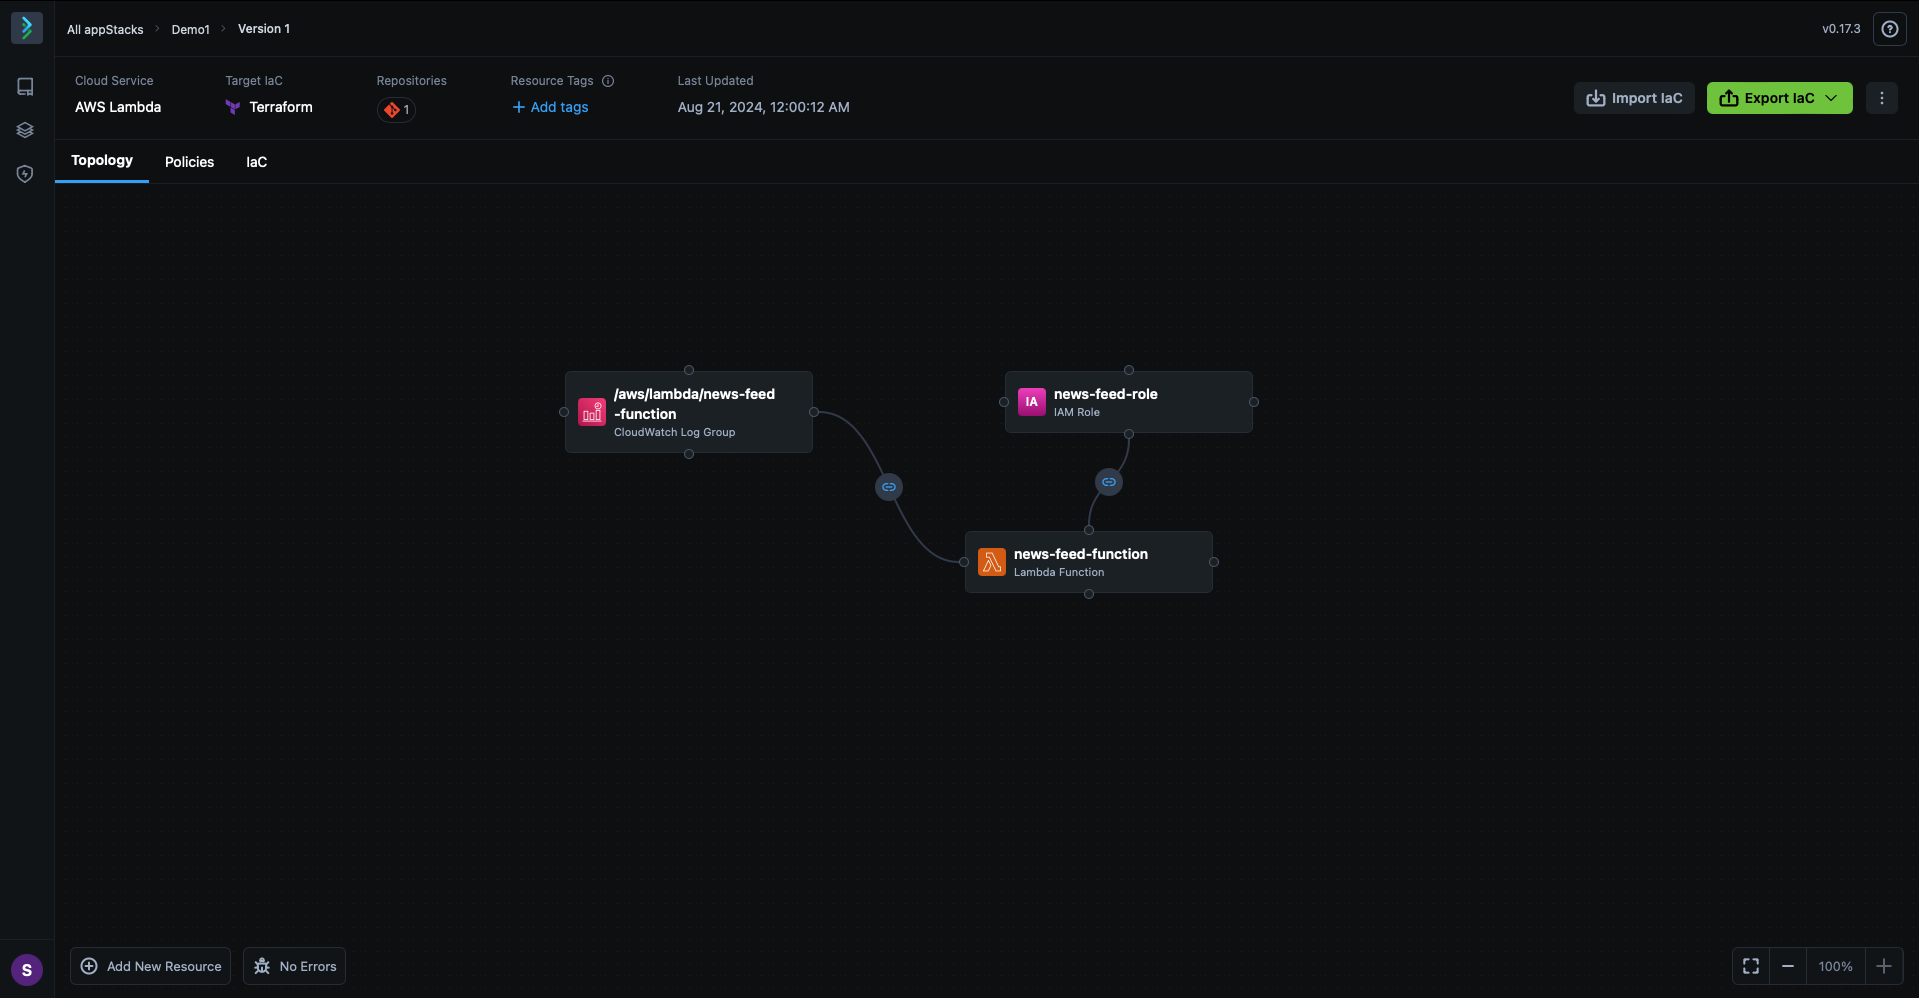 All appStacks
Demo1
Version 1
v0.17.3
Cloud Service
AWS Lambda
Target IaC
Terraform
Repositories
1
Resource Tags
Add tags
Last Updated
Aug 21, 2024, 12:00:12 AM
Import IaC
Export IaC
Topology
Policies
IaC
/aws/lambda/news-feed
-function
CloudWatch Log Group
IA
news-feed-role
IAM Role
news-feed-function
Lambda Function
S
Add New Resource
No Errors
100%